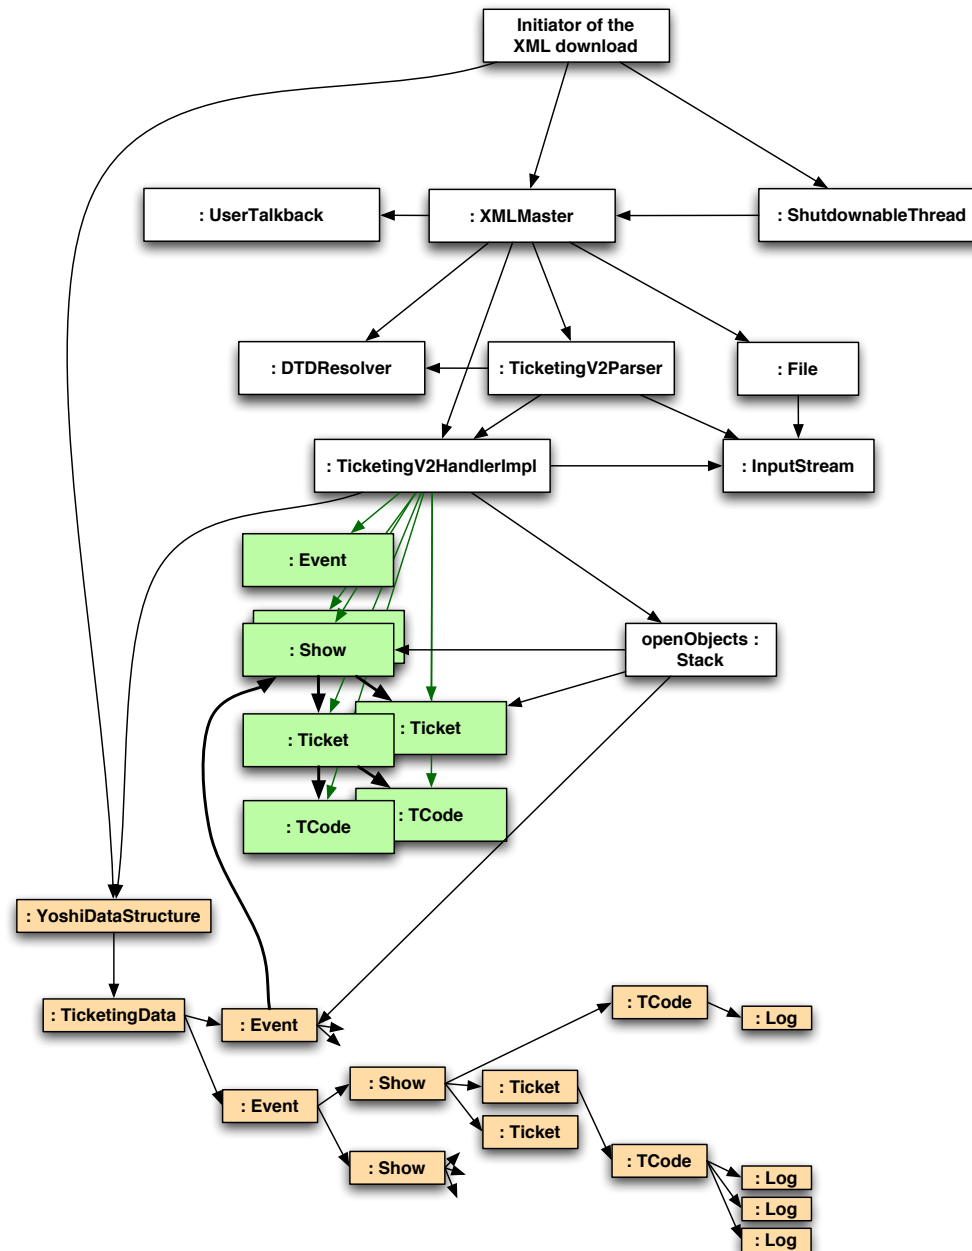 Initiator of the
XML download
: UserTalkback
: XMLMaster
: ShutdownableThread
: DTDResolver
: TicketingV2Parser
: File
: TicketingV2HandlerImpl
: InputStream
: Event
: Show
openObjects :
Stack
: Ticket
: Ticket
: TCode
: TCode
: YoshiDataStructure
: TicketingData
: Event
: TCode
: Log
: Event
: Show
: Ticket
: Ticket
: Show
: TCode
: Log
: Log
: Log